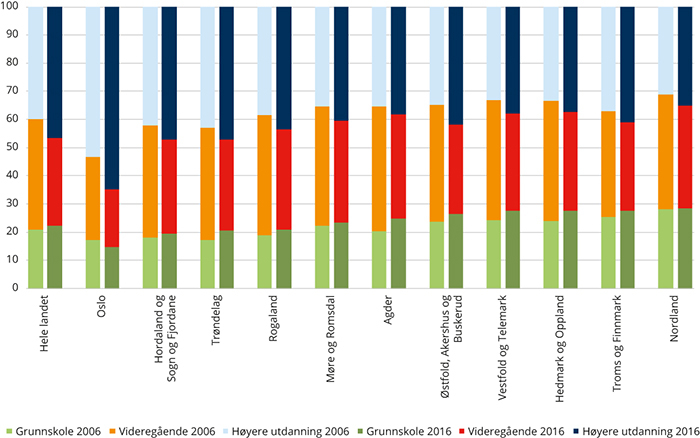 100
90
80
70
60
50
40
30
20
10
0
Hele landet
Oslo
Hordaland og
Sogn og Fjordane
Trøndelag
Rogaland
Møre og Romsdal
Agder
Østfold, Akershus og
Buskerud
Vestfold og Telemark
Hedmark og Oppland
Troms og Finnmark
Nordland
Grunnskole 2006 Videregående 2006 Høyere utdanning 2006 Grunnskole 2016 Videregående 2016 Høyere utdanning 2016